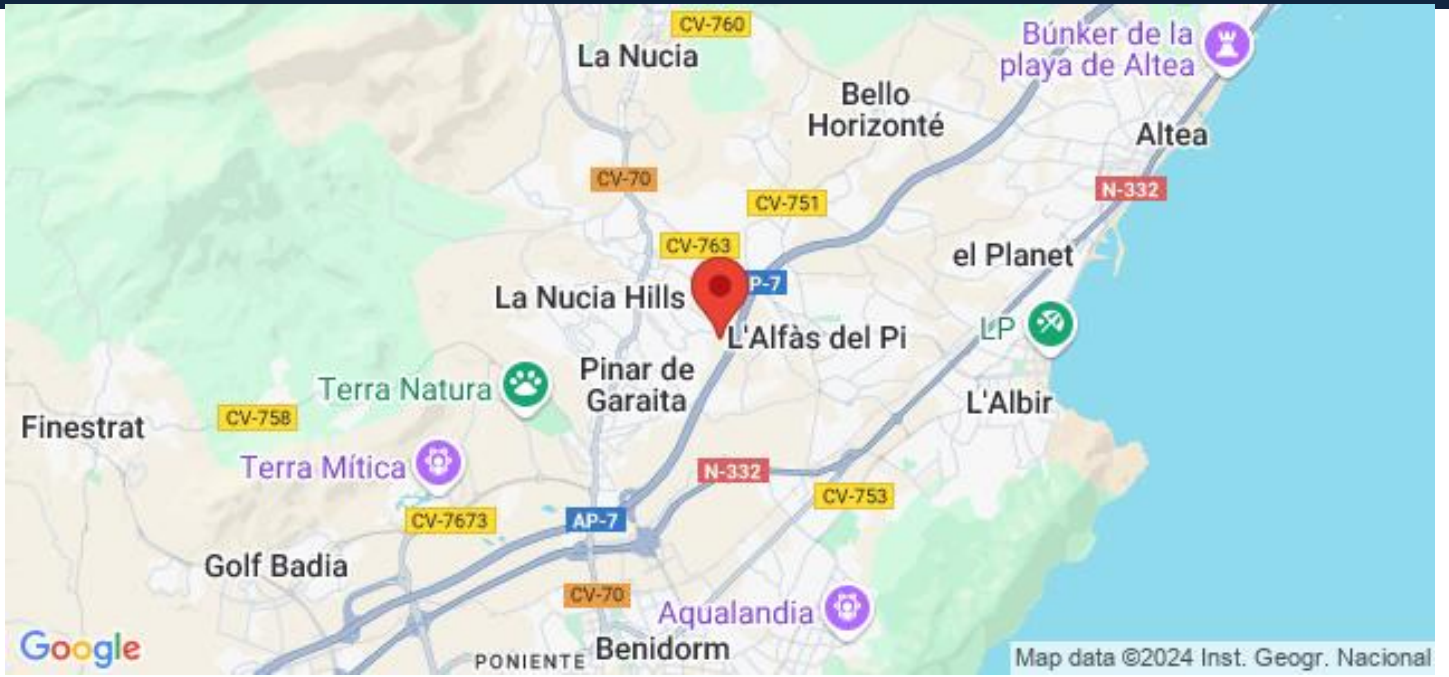 CV-760
La Nucia
Búnker de la
playa de Altea
Bello
Horizonté
Altea
CV-70
N-332
CV-751
CV-763
el Planet
La Nucia Hills
P-7
L'Alfàs del Pi
LP
Pinar de
Garaita
Terra Natura
L'Albir
Finestrat
CV-758
Terra Mítica
N-332
CV-753
CV-7673
AP-7
Golf Badia
CV-70
Aqualandia
Google
PONIENTE
Benidorm
Map data ©2024 Inst. Geogr. Nacional